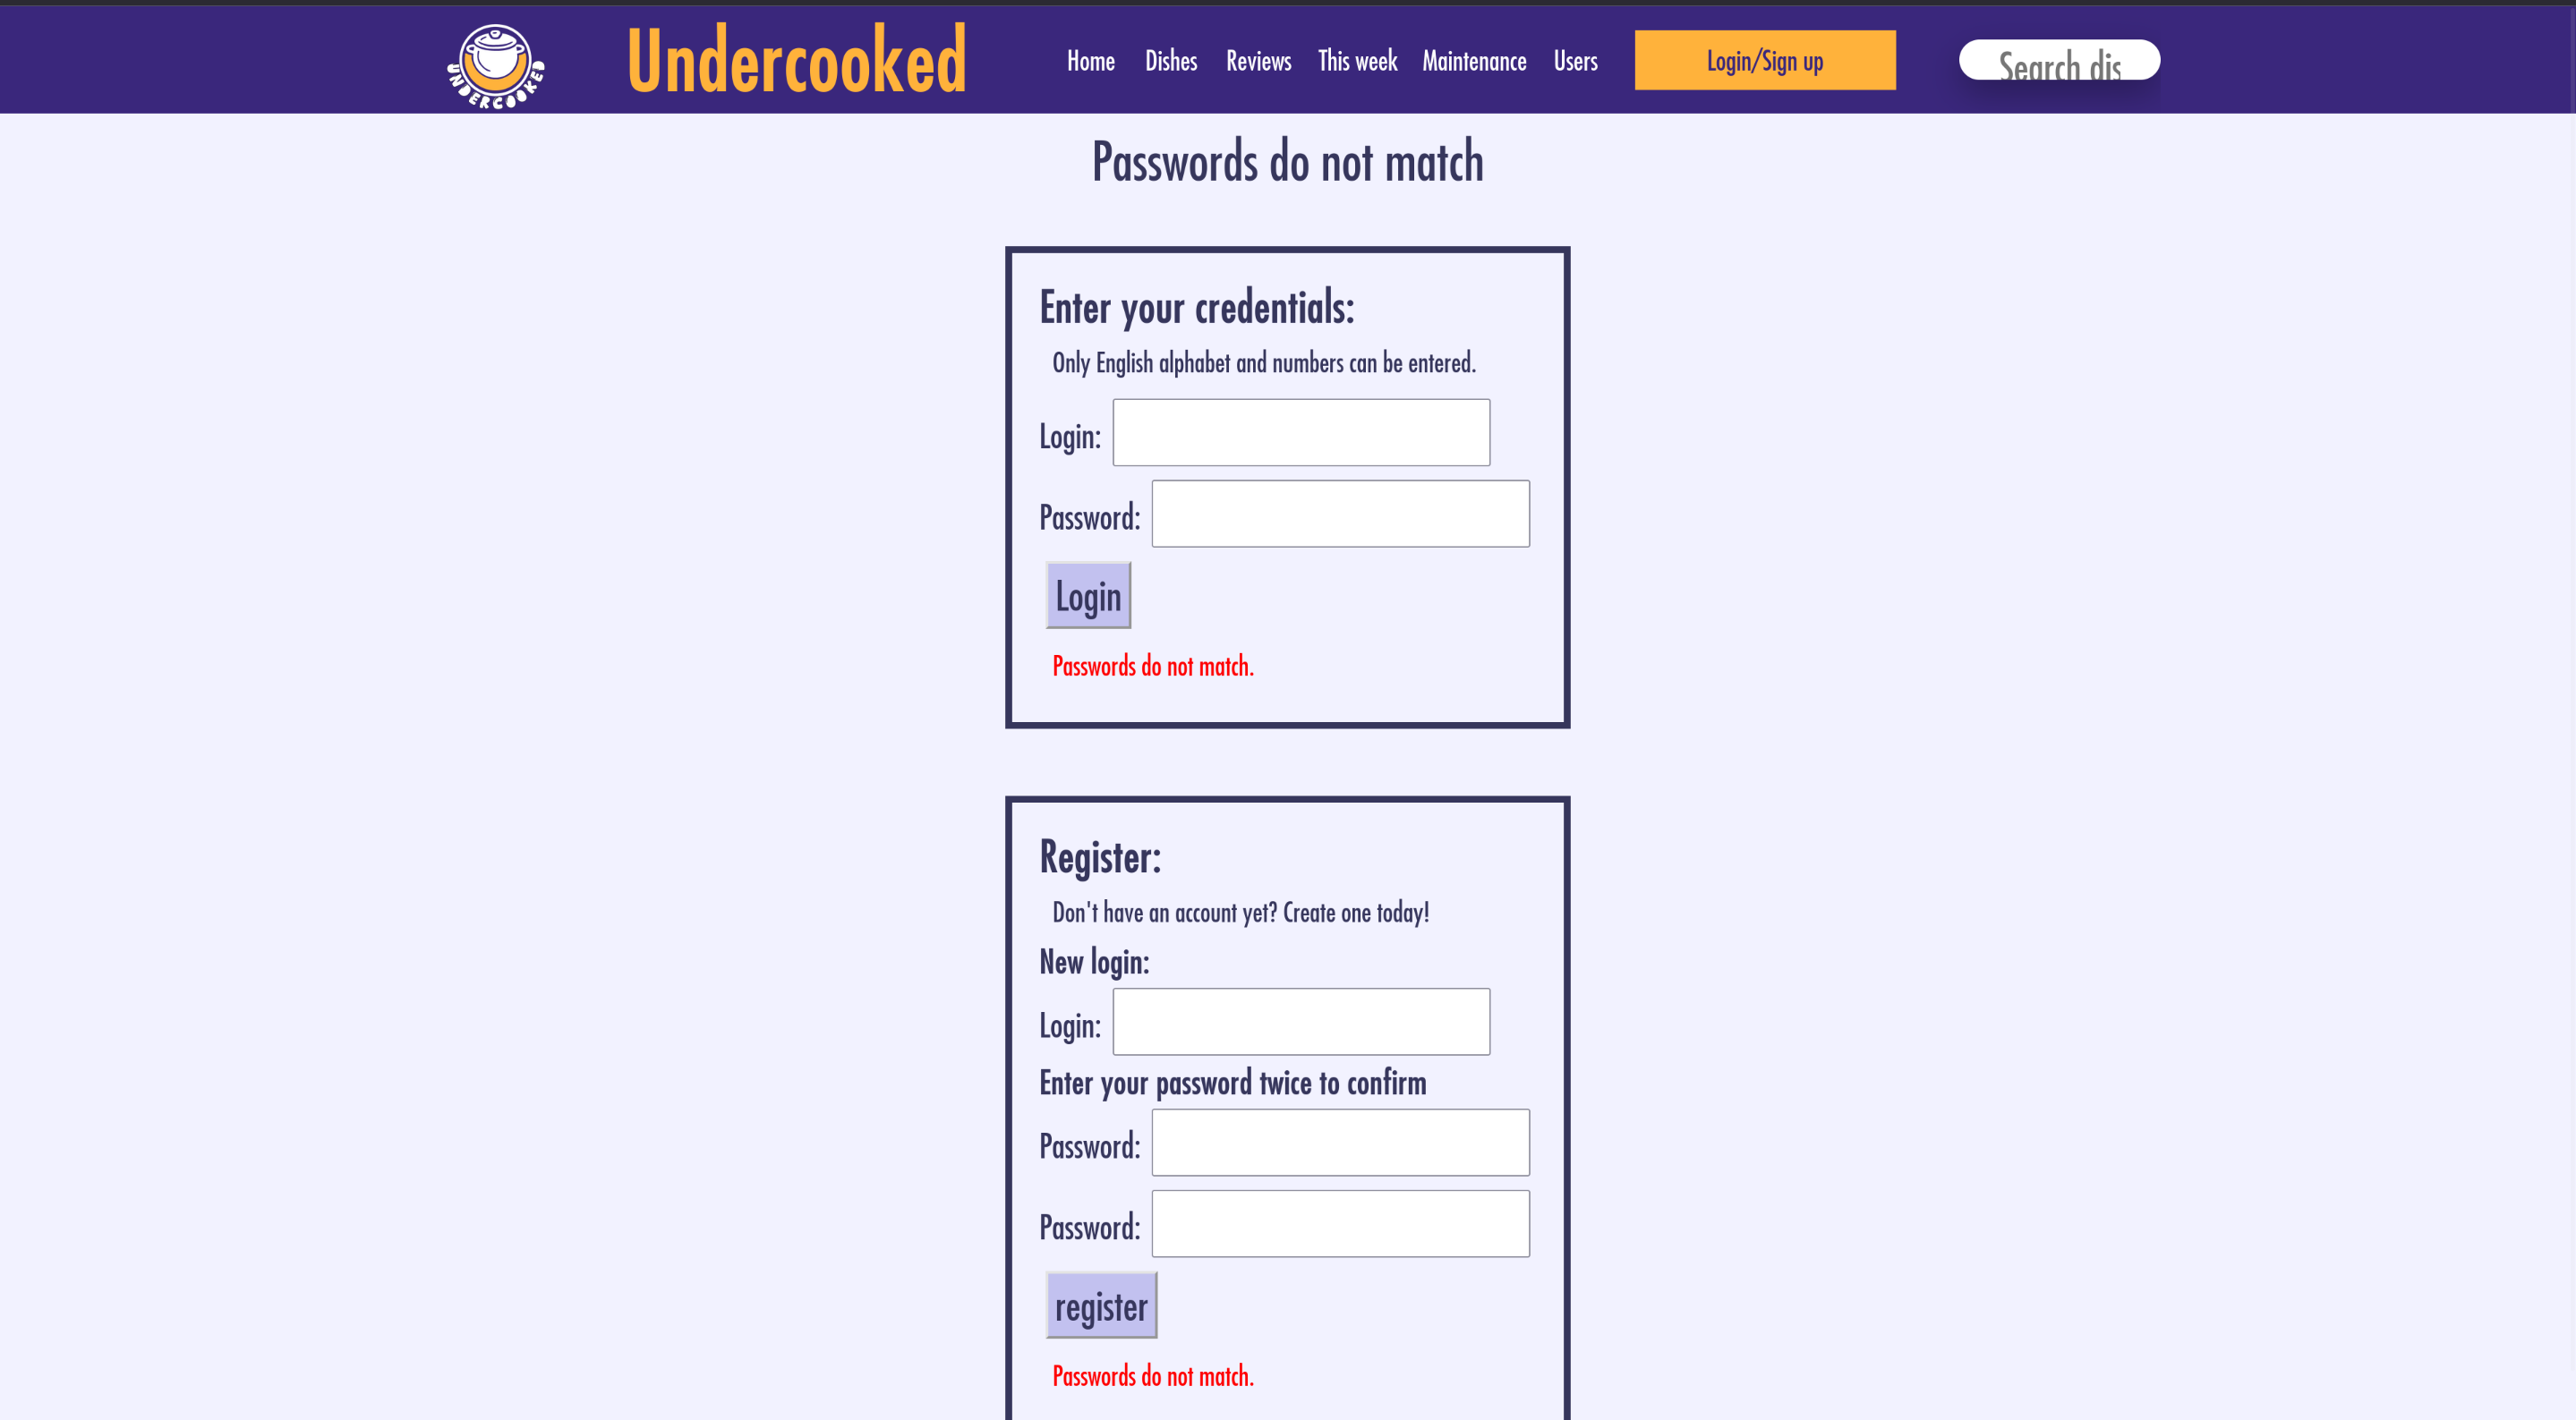 UNDERCOOKED
Undercooked
Home Dishes Reviews This week Maintenance Users Login/Sign up Search dis
Passwords do not match
Enter your credentials:
Only English alphabet and numbers can be entered.
Login:
Password:
Login
Passwords do not match.
Register:
Don't have an account yet? Create one today!
New login:
Login:
Enter your password twice to confirm
Password:
Password:
register
Passwords do not match.